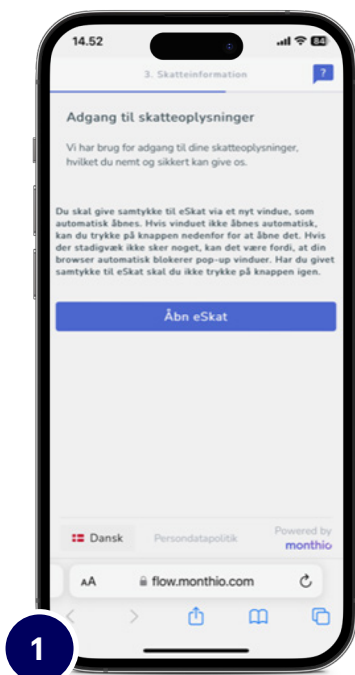 14.52
84
3. Skatteinformation
?
Adgang til skatteoplysninger
Vi har brug for adgang til dine skatteoplysninger,
hvilket du nemt og sikkert kan give os.
Du skal give samtykke til eSkat via et nyt vindue, som
automatisk åbnes. Hvis vinduet ikke åbnes automatisk,
kan du trykke på knappen nedenfor for at åbne det. Hvis
der stadigvæk ikke sker noget, kan det være fordi, at din
browser automatisk blokerer pop-up vinduer. Har du givet
samtykke til eSkat skal du ikke trykke på knappen igen.
Åbn eSkat
Dansk
Persondatapolitik
Powered by
monthio
AA
flow.monthio.com
1